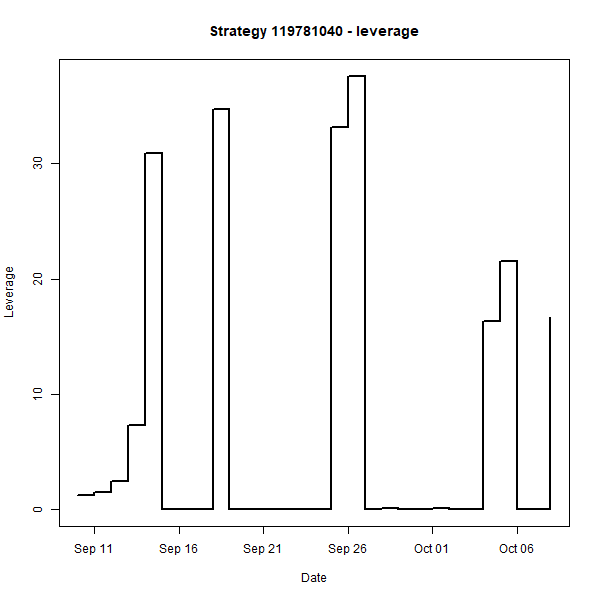 Strategy 119781040 - leverage
Leverage
30
20
10
0
Sep 11 Sep 16 Sep 21 Sep 26 Oct 01 Oct 06
Date